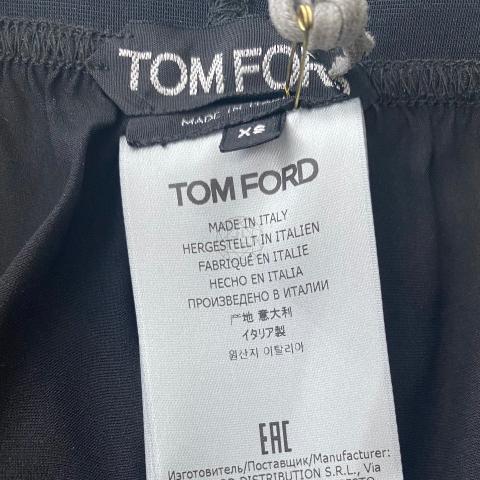 TOM FORD
MADE IN ITALY
XS
TOM FORD
MADE IN ITALY
HERGESTELLT IN ITALIEN
FABRIQUÉ EN ITALIE
HECHO EN ITALIA
ПРОИЗВЕДЕНО В ИТАЛИИ
产地 意大利
イタリア製
원산지 이탈리아
EAC
Изготовитель/Поставщик/Manufacturer:
DISTRIBUTION S.R.L., Via